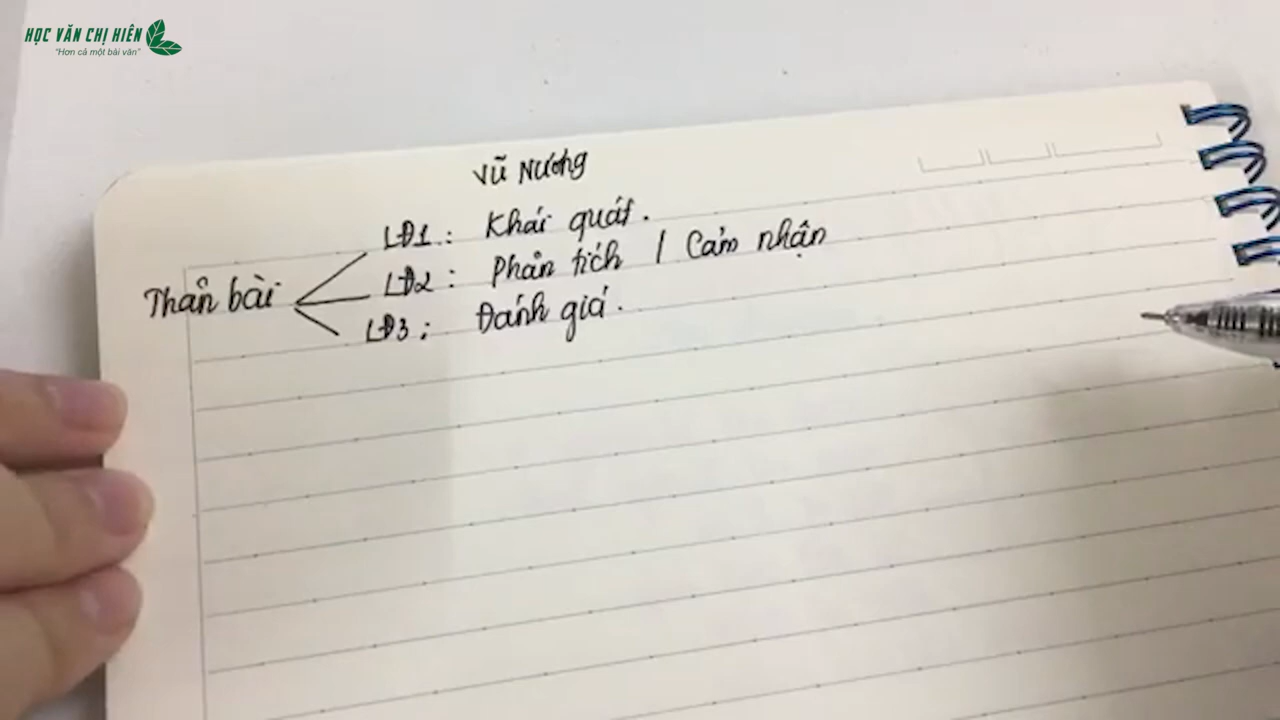 HỌC VĂN CHỊ HIÊN
"Hơn cả một bài văn"
Vũ Nương
LĐ1: Khái quát.
Thân bài
LĐ2: Phân tích / Cảm nhận
LĐ3: Đánh giá.